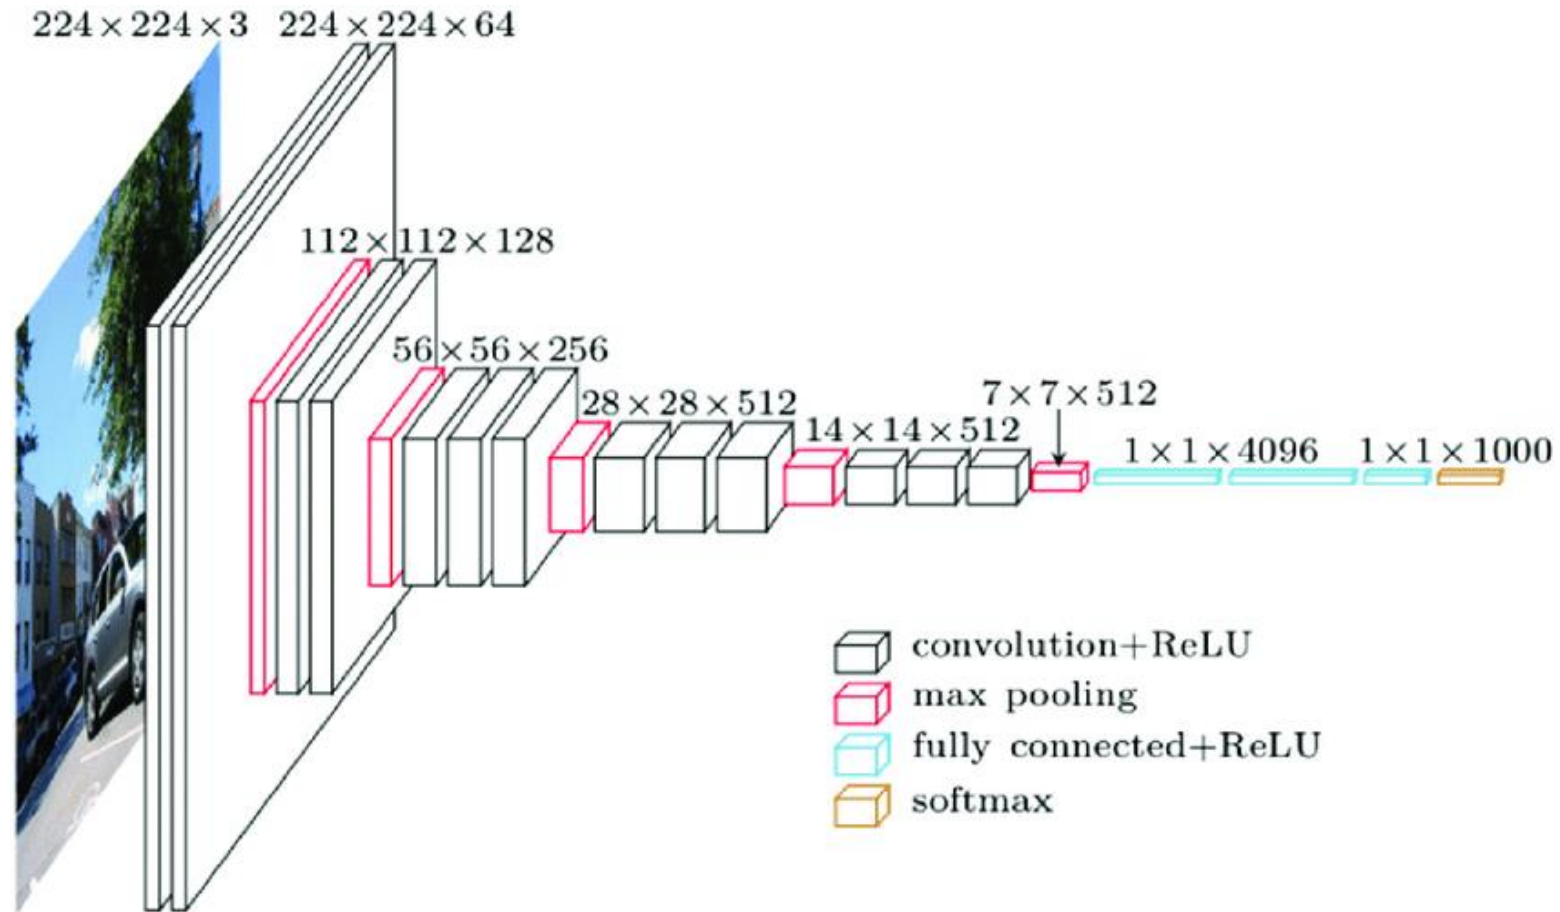 224×224×3
224×224×64
112×112×128
56×56×256
28×28×512
14×14×512
7×7×512
1×1×4096
1×1×1000
convolution+ReLU
max pooling
fully connected+ReLU
softmax